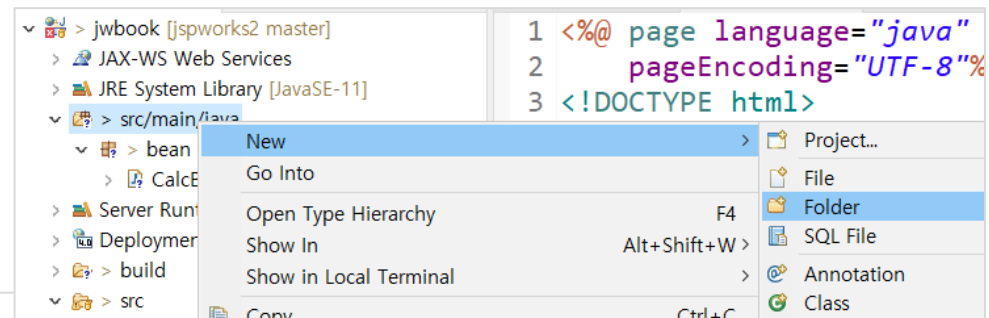 > jwbook [jspworks2 master]
> JAX-WS Web Services
> JRE System Library [JavaSE-11]
> src/main/java
> bean
> CalcE
> Server Runt
> Deploymer
> build
> src
1 <%@ page language="java"
2 pageEncoding="UTF-8"%
3 <!DOCTYPE html>
New >
Go Into
Open Type Hierarchy F4
Show In Alt+Shift+W >
Show in Local Terminal >
Copy Ctrl+C
Project...
File
Folder
SQL File
Annotation
Class